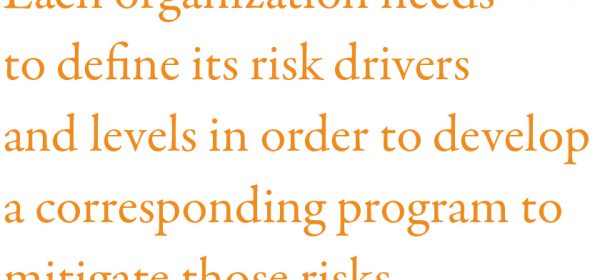 Each organization needs
to define its risk drivers
and levels in order to develop
a corresponding program to
mitigate those risks